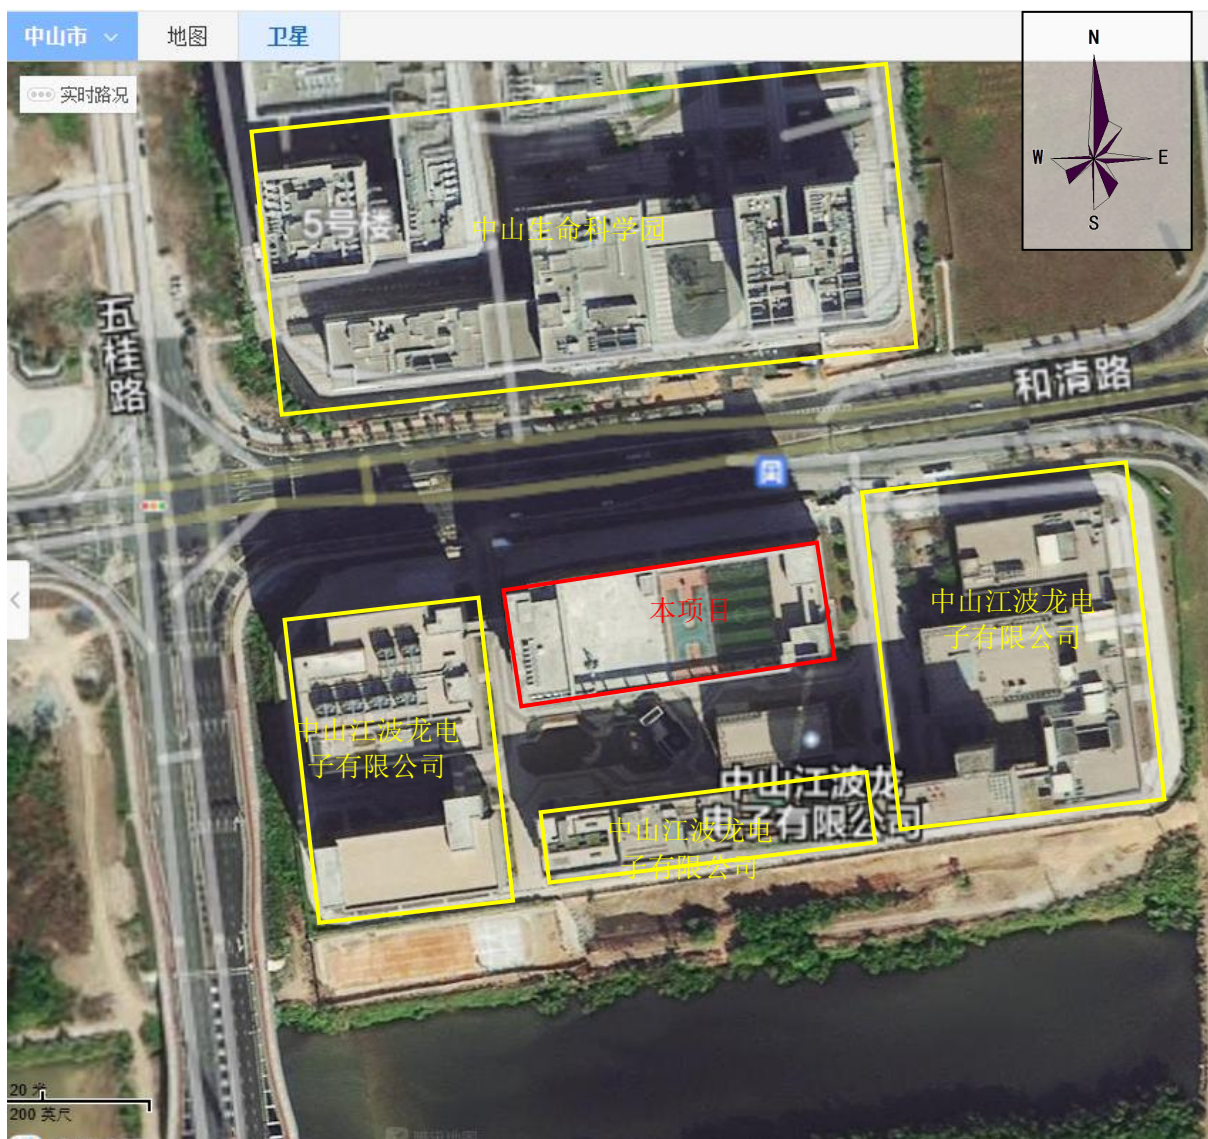 中山市
地图
卫星
实时路况
N
W
E
S
5号楼
中山生命科学园
五桂路
和清路
本项目
中山江波龙电
子有限公司
中山江波龙电
子有限公司
中山江波龙
电子有限公司
中山江波龙电
子有限公司
20 米
200 英尺
腾讯地图